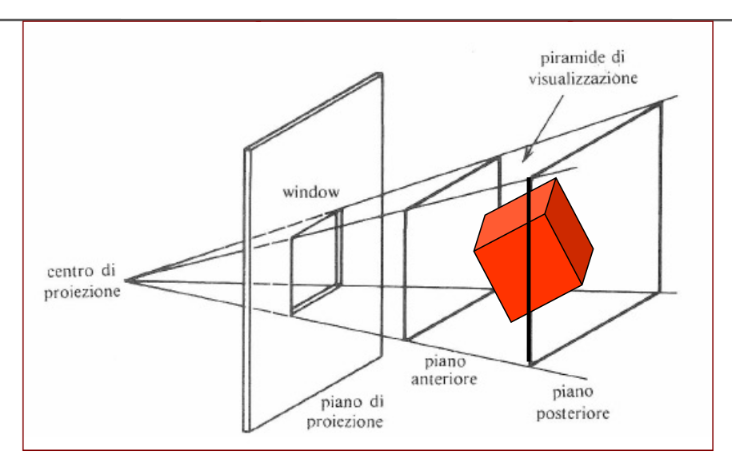 piramide di
visualizzazione
window
centro di
proiezione
piano
anteriore
piano di
proiezione
piano
posteriore